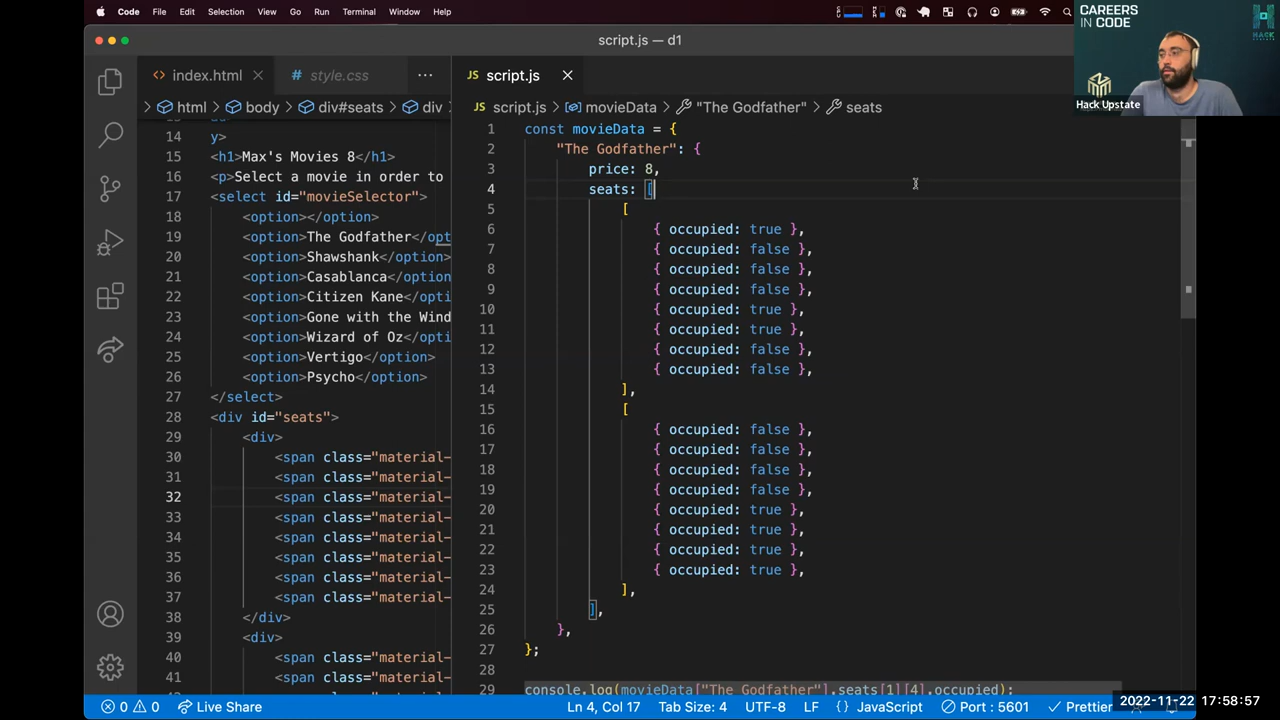 Code File Edit Selection View Go Run Terminal Window Help
CAREERS IN CODE
HACK UPSTATE
Hack Upstate
script.js — d1
index.html
style.css
script.js
html body div#seats div
script.js movieData "The Godfather" seats
14 y>
15 <h1>Max's Movies 8</h1>
16 <p>Select a movie in order to
17 <select id="movieSelector">
18 <option></option>
19 <option>The Godfather</opt
20 <option>Shawshank</option>
21 <option>Casablanca</option
22 <option>Citizen Kane</opti
23 <option>Gone with the Wind
24 <option>Wizard of Oz</opti
25 <option>Vertigo</option>
26 <option>Psycho</option>
27 </select>
28 <div id="seats">
29 <div>
30 <span class="material-
31 <span class="material-
32 <span class="material-
33 <span class="material-
34 <span class="material-
35 <span class="material-
36 <span class="material-
37 <span class="material-
38 </div>
39 <div>
40 <span class="material-
41 <span class="material-
1 const movieData = {
2 "The Godfather": {
3 price: 8,
4 seats: [
5 [
6 { occupied: true },
7 { occupied: false },
8 { occupied: false },
9 { occupied: false },
10 { occupied: true },
11 { occupied: true },
12 { occupied: false },
13 { occupied: false },
14 ],
15 [
16 { occupied: false },
17 { occupied: false },
18 { occupied: false },
19 { occupied: false },
20 { occupied: true },
21 { occupied: true },
22 { occupied: true },
23 { occupied: true },
24 ],
25 ],
26 },
27 };
28
29 console.log(movieData["The Godfather"].seats[1][4].occupied);
0 0 Live Share Ln 4, Col 17 Tab Size: 4 UTF-8 LF {} JavaScript Port : 5601 Prettier
2022-11-22 17:58:57